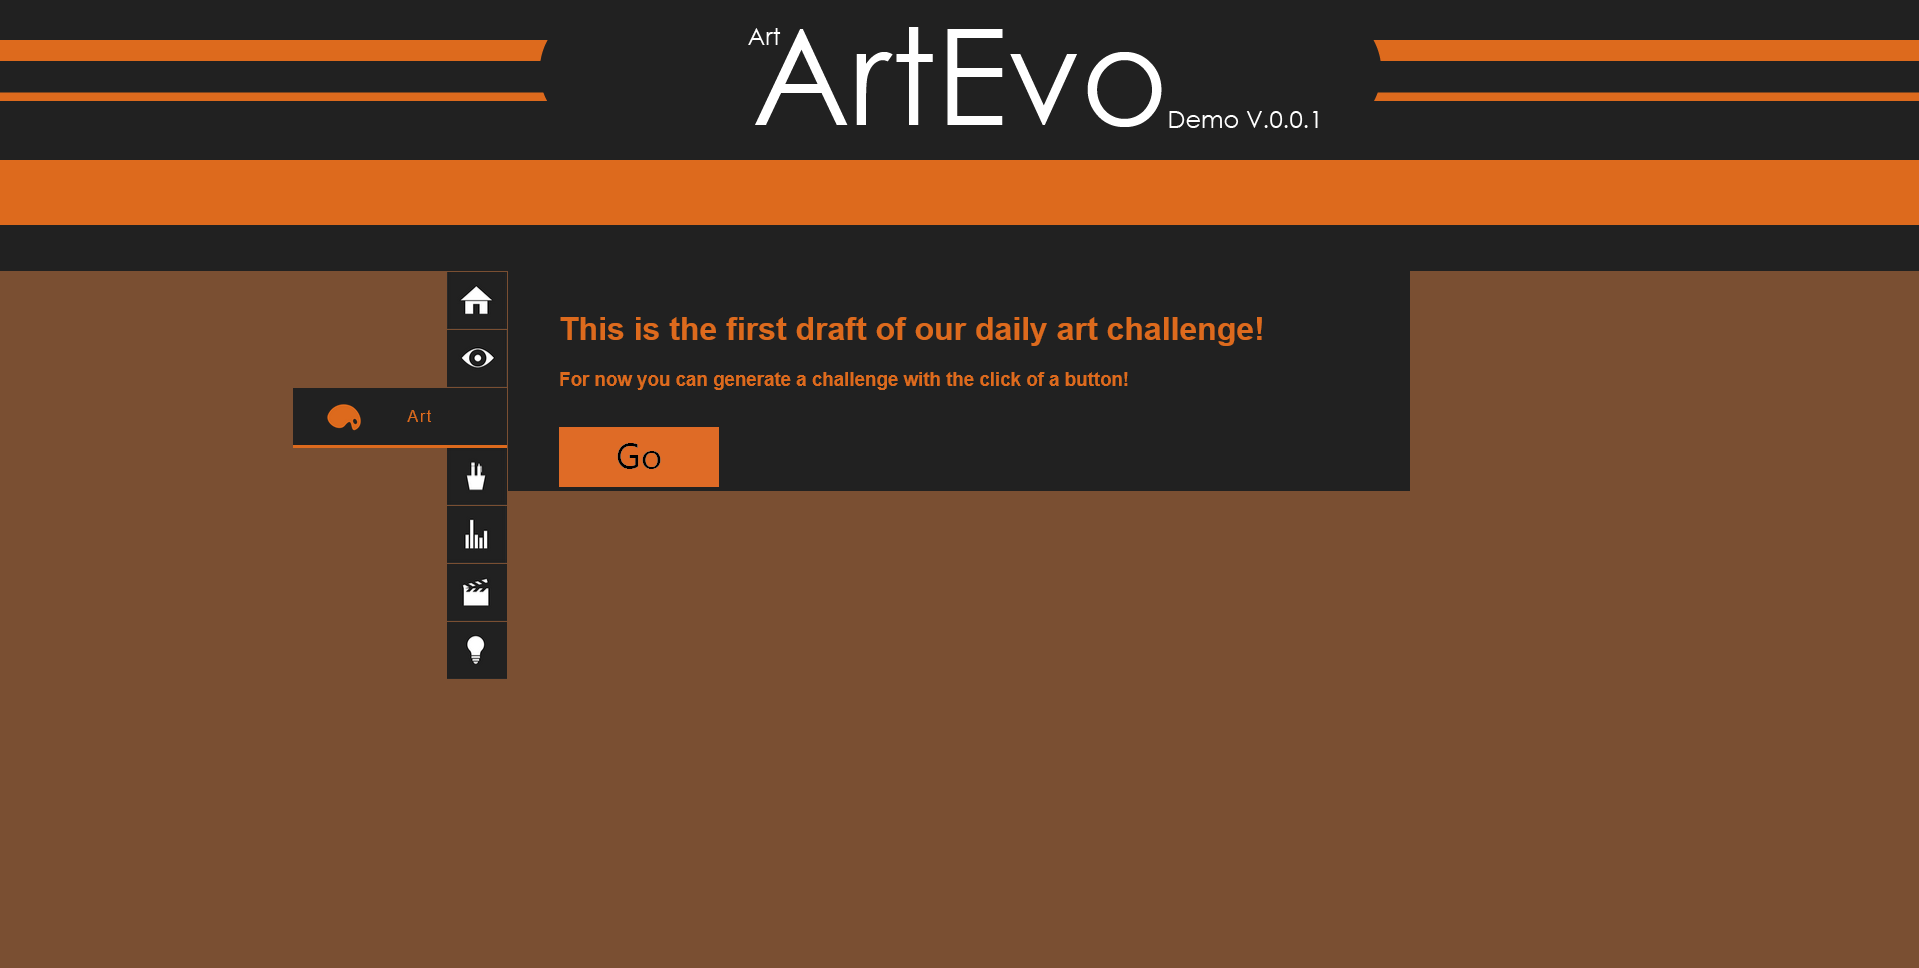 Art
ArtEvo
Demo V.0.0.1
This is the first draft of our daily art challenge!
For now you can generate a challenge with the click of a button!
Art
Go